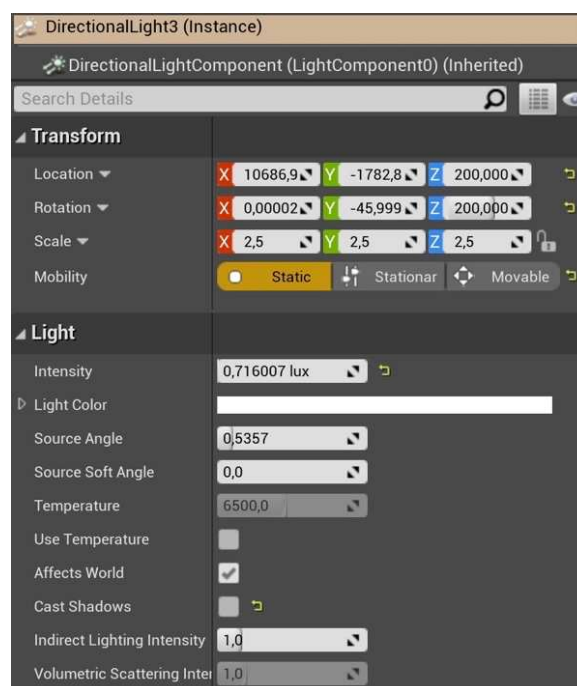 DirectionalLight3 (Instance)
DirectionalLightComponent (LightComponent0) (Inherited)
Search Details
Transform
Location X 10686,9 Y -1782,8 Z 200,000
Rotation X 0,00002 Y -45,999 Z 200,000
Scale X 2,5 Y 2,5 Z 2,5
Mobility Static Stationar Movable
Light
Intensity 0,716007 lux
Light Color
Source Angle 0,5357
Source Soft Angle 0,0
Temperature 6500,0
Use Temperature
Affects World
Cast Shadows
Indirect Lighting Intensity 1,0
Volumetric Scattering Inter 1,0